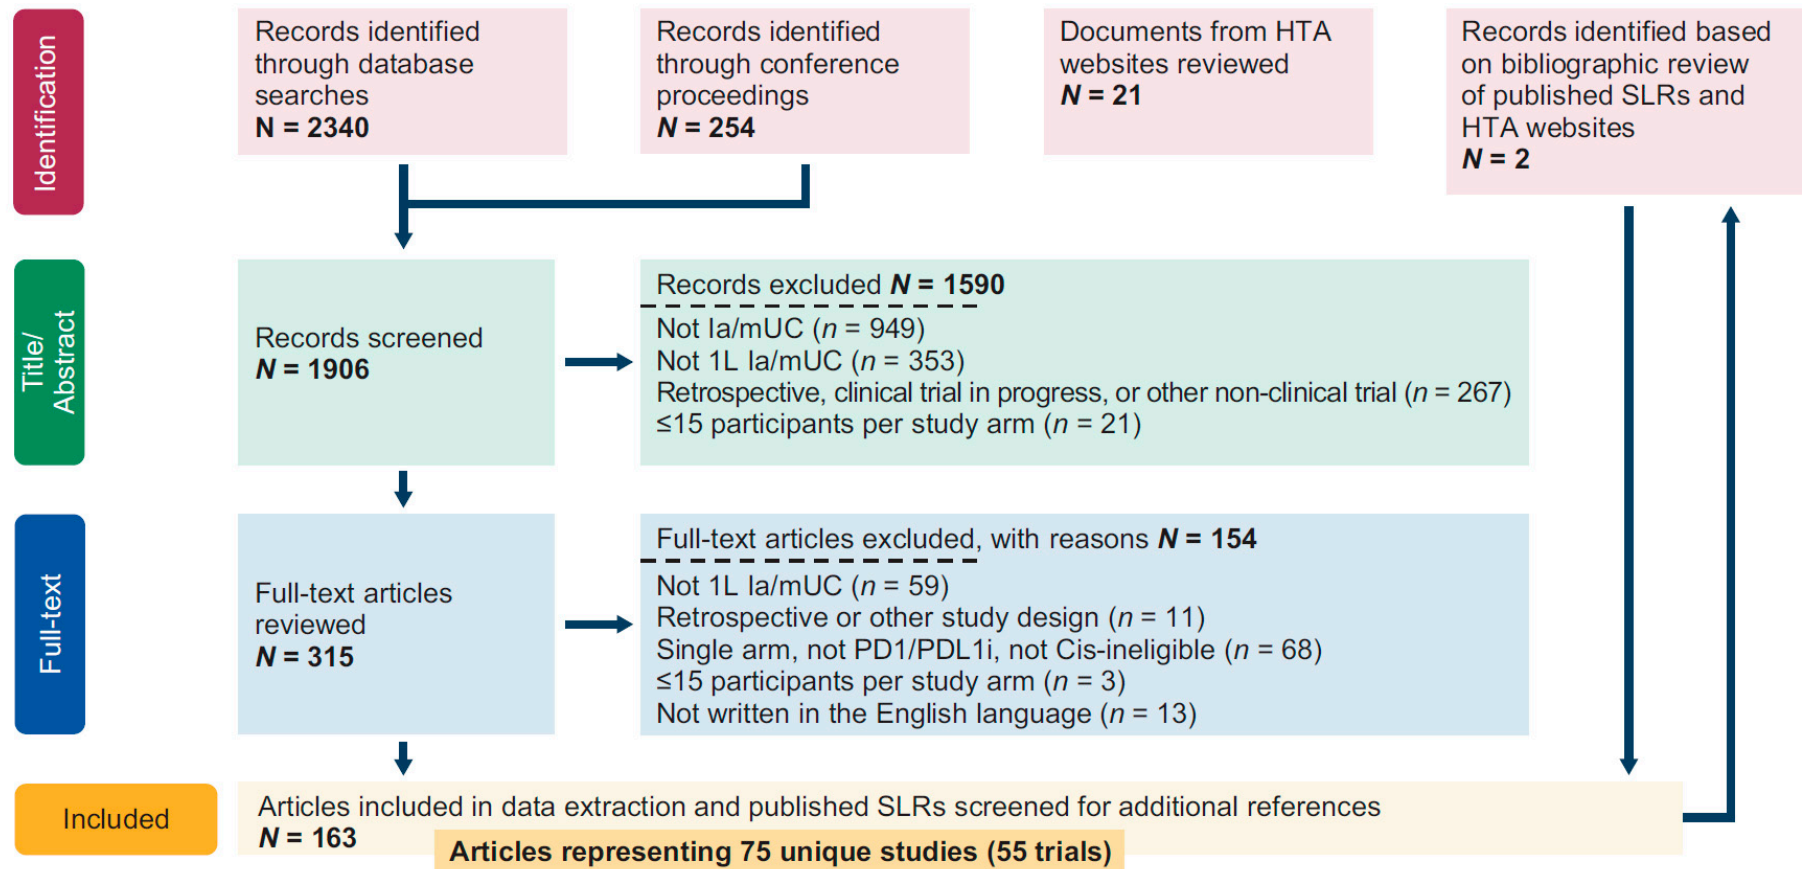 Identification
Records identified
through database
searches
N = 2340
Records identified
through conference
proceedings
N = 254
Documents from HTA
websites reviewed
N = 21
Records identified based
on bibliographic review
of published SLRs and
HTA websites
N = 2
Title/
Abstract
Records screened
N = 1906
Records excluded N = 1590
Not la/mUC (n = 949)
Not 1L la/mUC (n = 353)
Retrospective, clinical trial in progress, or other non-clinical trial (n = 267)
≤15 participants per study arm (n = 21)
Full-text
Full-text articles
reviewed
N = 315
Full-text articles excluded, with reasons N = 154
Not 1L la/mUC (n = 59)
Retrospective or other study design (n = 11)
Single arm, not PD1/PDL1i, not Cis-ineligible (n = 68)
≤15 participants per study arm (n = 3)
Not written in the English language (n = 13)
Included
Articles included in data extraction and published SLRs screened for additional references
N = 163
Articles representing 75 unique studies (55 trials)